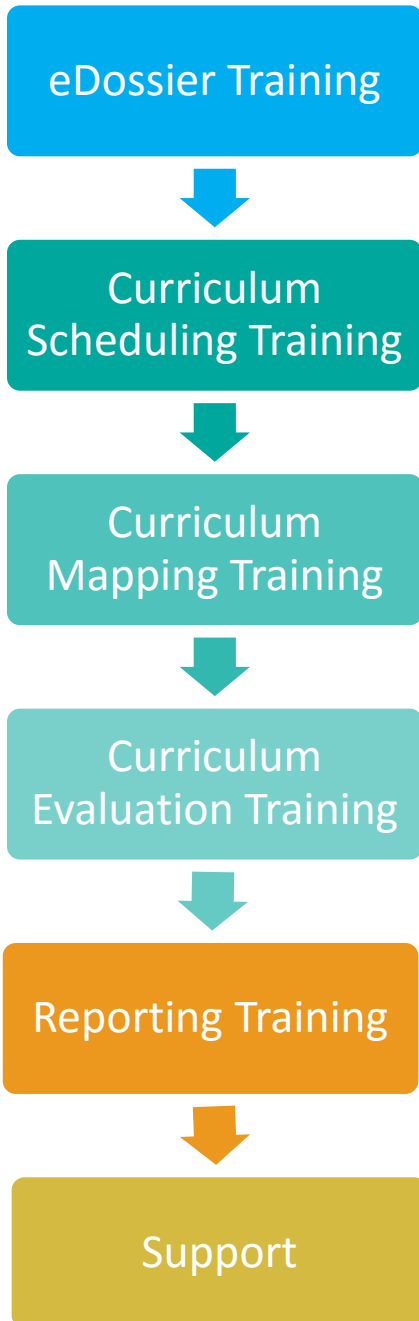 eDossier Training
Curriculum
Scheduling Training
Curriculum
Mapping Training
Curriculum
Evaluation Training
Reporting Training
Support